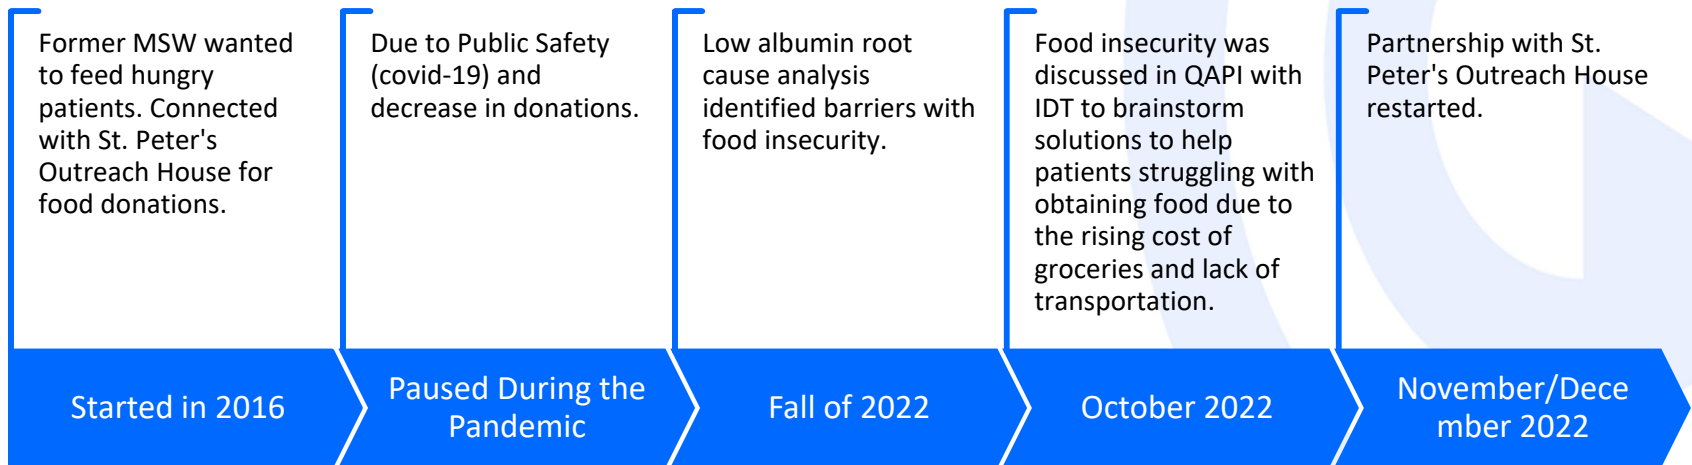 Former MSW wanted
to feed hungry
patients. Connected
with St. Peter's
Outreach House for
food donations.
Started in 2016
Due to Public Safety
(covid-19) and
decrease in donations.
Paused During the
Pandemic
Low albumin root
cause analysis
identified barriers with
food insecurity.
Fall of 2022
Food insecurity was
discussed in QAPI with
IDT to brainstorm
solutions to help
patients struggling with
obtaining food due to
the rising cost of
groceries and lack of
transportation.
October 2022
Partnership with St.
Peter's Outreach House
restarted.
November/Dece
mber 2022